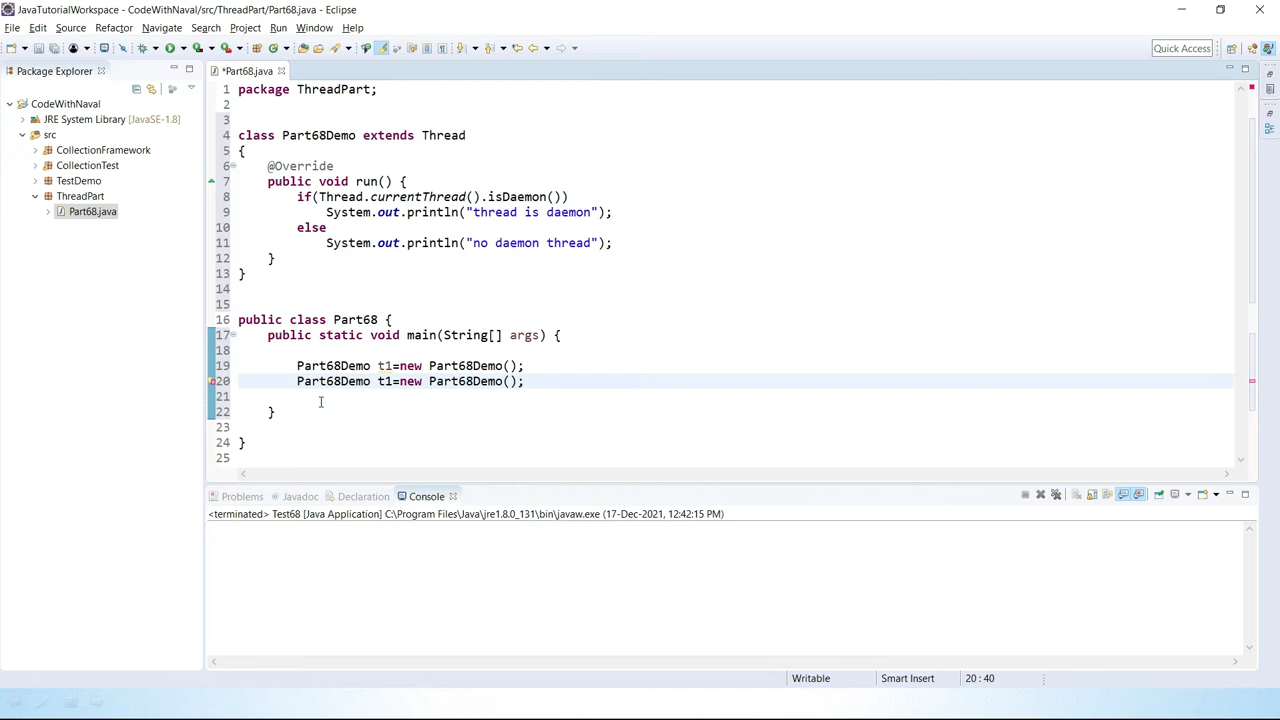 JavaTutorialWorkspace - CodeWithNaval/src/ThreadPart/Part68.java - Eclipse
File Edit Source Refactor Navigate Search Project Run Window Help
Quick Access
Package Explorer
*Part68.java
CodeWithNaval
JRE System Library [JavaSE-1.8]
src
CollectionFramework
CollectionTest
TestDemo
ThreadPart
Part68.java
1 package ThreadPart;
2
3
4 class Part68Demo extends Thread
5 {
6 @Override
7 public void run() {
8 if(Thread.currentThread().isDaemon())
9 System.out.println("thread is daemon");
10 else
11 System.out.println("no daemon thread");
12 }
13 }
14
15
16 public class Part68 {
17 public static void main(String[] args) {
18
19 Part68Demo t1=new Part68Demo();
20 Part68Demo t1=new Part68Demo();
21
22 }
23
24 }
25
Problems Javadoc Declaration Console
<terminated> Test68 [Java Application] C:\Program Files\Java\jre1.8.0_131\bin\javaw.exe (17-Dec-2021, 12:42:15 PM)
Writable Smart Insert 20 : 40